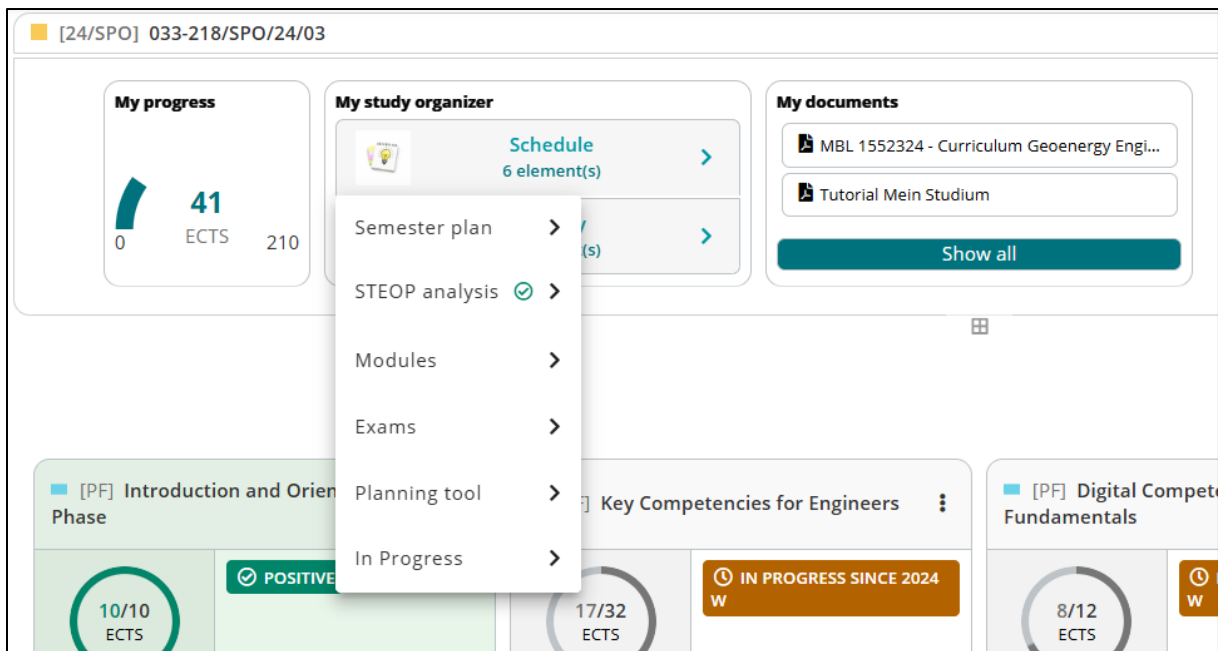 [24/SPO] 033-218/SPO/24/03
My progress
41
ECTS
0
210
My study organizer
Schedule
6 element(s)
(s)
Semester plan
STEOP analysis
Modules
Exams
Planning tool
In Progress
My documents
MBL 1552324 - Curriculum Geoenergy Engi...
Tutorial Mein Studium
Show all
[PF] Introduction and Orien
Phase
10/10
ECTS
POSITIVE
Key Competencies for Engineers
17/32
ECTS
IN PROGRESS SINCE 2024
W
[PF] Digital Compet
Fundamentals
8/12
ECTS
W